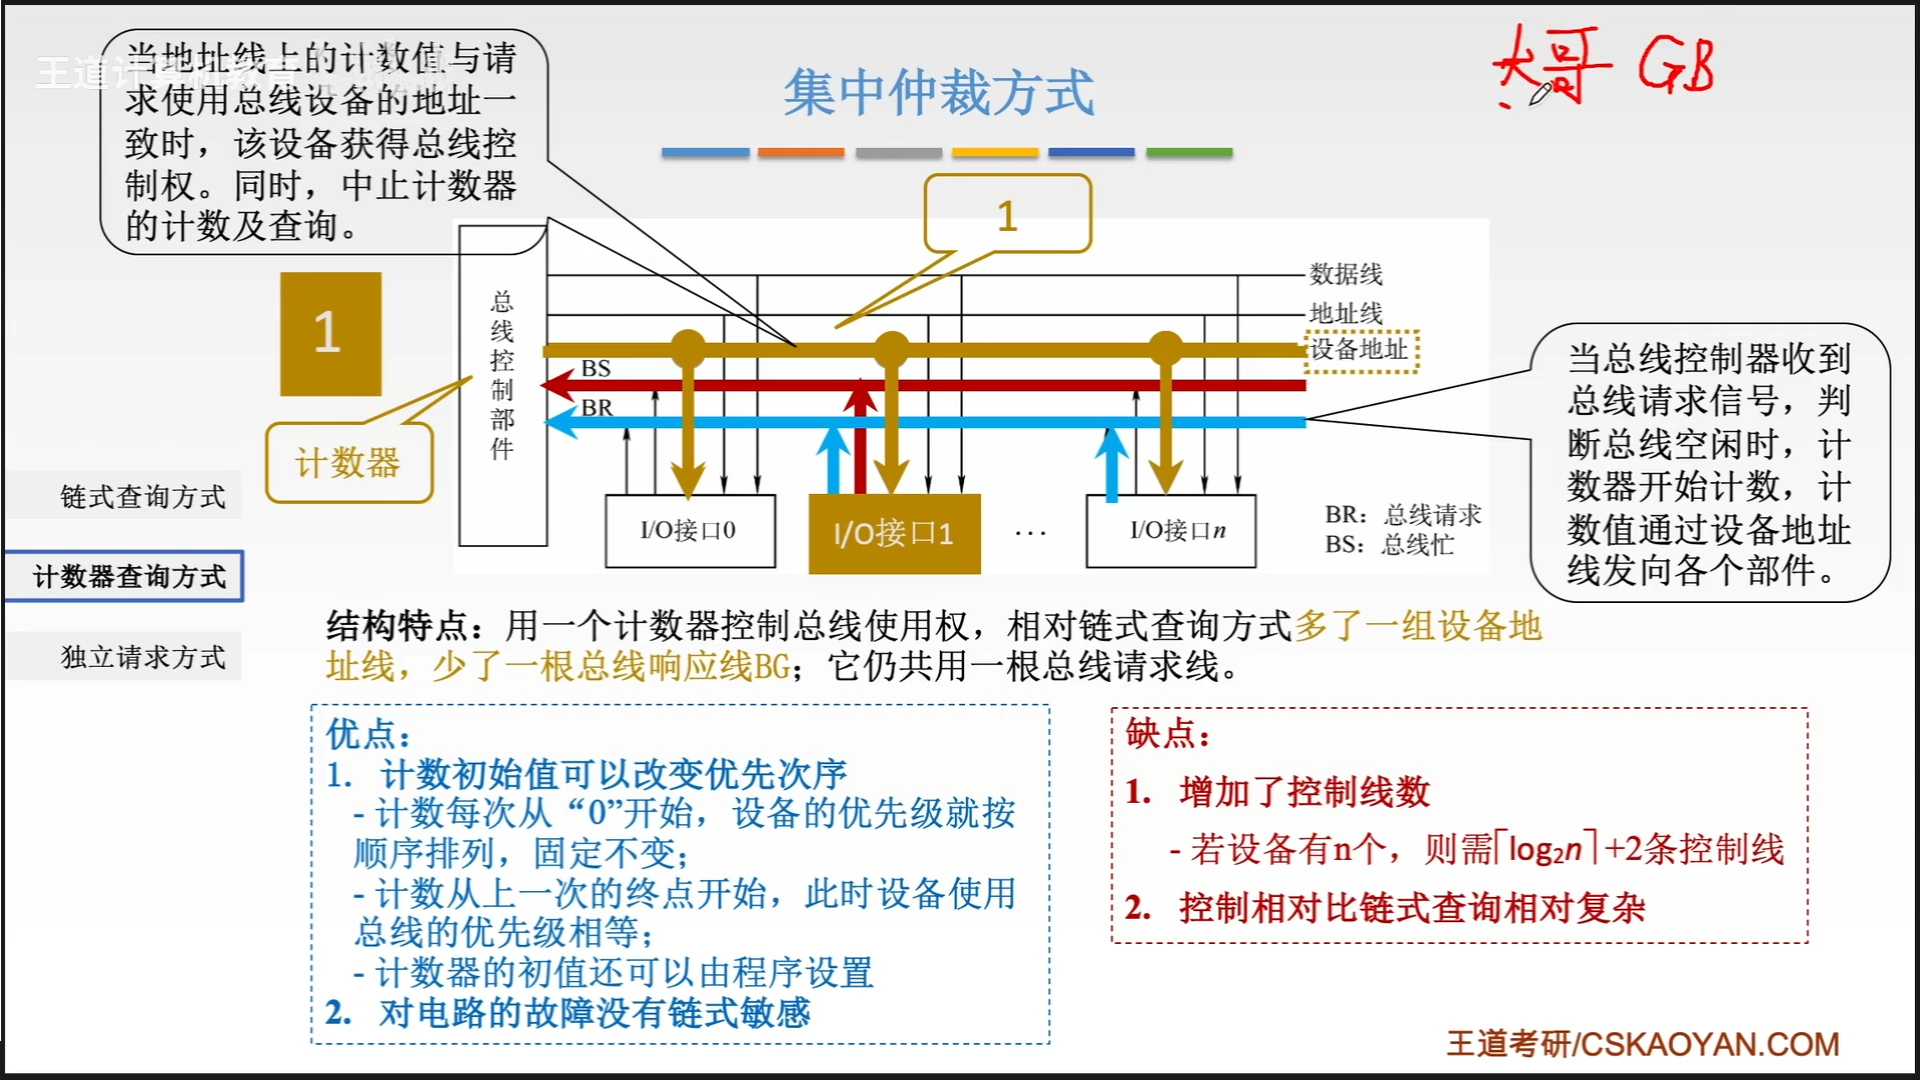 王道计算机教育
大哥 GB
集中仲裁方式
当地址线上的计数值与请
求使用总线设备的地址一
致时，该设备获得总线控
制权。同时，中止计数器
的计数及查询。
1
1
计数器
总线控制部件
数据线
地址线
设备地址
BS
BR
I/O接口0
I/O接口1
…
I/O接口n
BR：总线请求
BS：总线忙
当总线控制器收到
总线请求信号，判
断总线空闲时，计
数器开始计数，计
数值通过设备地址
线发向各个部件。
链式查询方式
计数器查询方式
独立请求方式
结构特点：用一个计数器控制总线使用权，相对链式查询方式多了一组设备地
址线，少了一根总线响应线BG；它仍共用一根总线请求线。
优点：
1. 计数初始值可以改变优先次序
- 计数每次从“0”开始，设备的优先级就按
顺序排列，固定不变；
- 计数从上一次的终点开始，此时设备使用
总线的优先级相等；
- 计数器的初值还可以由程序设置
2. 对电路的故障没有链式敏感
缺点：
1. 增加了控制线数
- 若设备有n个，则需⌈log₂n⌉+2条控制线
2. 控制相对比链式查询相对复杂
王道考研/CSKAOYAN.COM